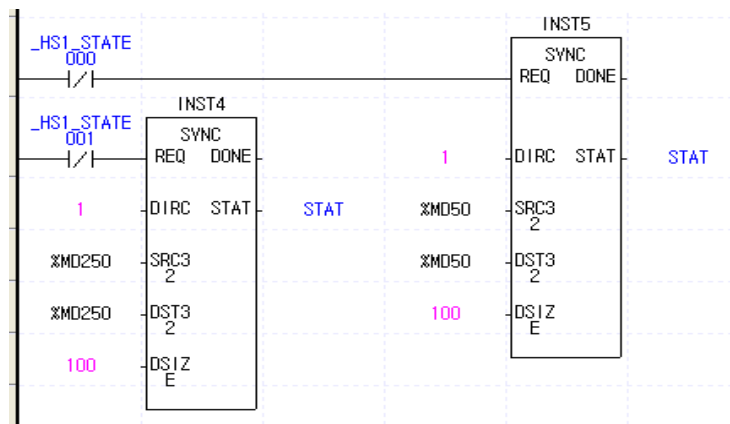 INST5
_HS1_STATE
000
SYNC
REQ DONE
INST4
_HS1_STATE
001
SYNC
REQ DONE
1
DIRC STAT
STAT
1
DIRC STAT
STAT
%MD50
SRC3
2
%MD250
SRC3
2
%MD50
DST3
2
%MD250
DST3
2
100
DSIZ
E
100
DSIZ
E